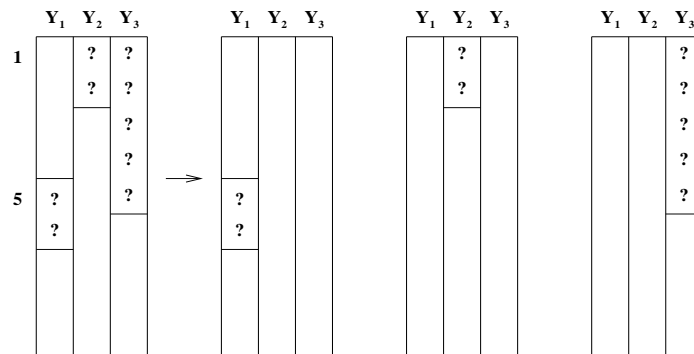 Y₁ Y₂ Y₃ Y₁ Y₂ Y₃ Y₁ Y₂ Y₃ Y₁ Y₂ Y₃
1 ? ? ? ?
? ? ? ?
? ?
? ?
5 ? ? ? ?
? ?